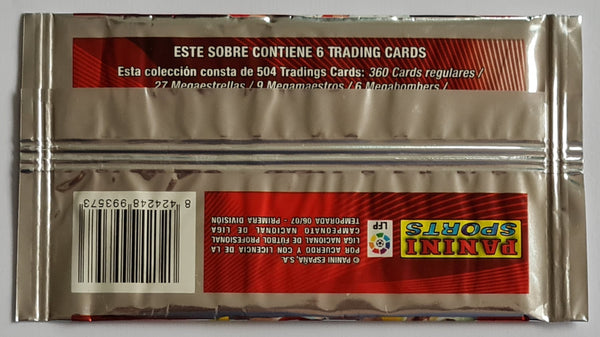 ESTE SOBRE CONTIENE 6 TRADING CARDS
Esta colección consta de 504 Tradings Cards: 360 Cards regulares /
27 Megaestrellas / 9 Megamaestros / 6 Megabombers /
PANINI
SPORTS
LFP
© PANINI ESPAÑA, S.A.
POR ACUERDO Y CON LICENCIA DE LA
LIGA NACIONAL DE FUTBOL PROFESIONAL
CAMPEONATO NACIONAL DE LIGA
TEMPORADA 06/07 - PRIMERA DIVISIÓN
8 424248 993573